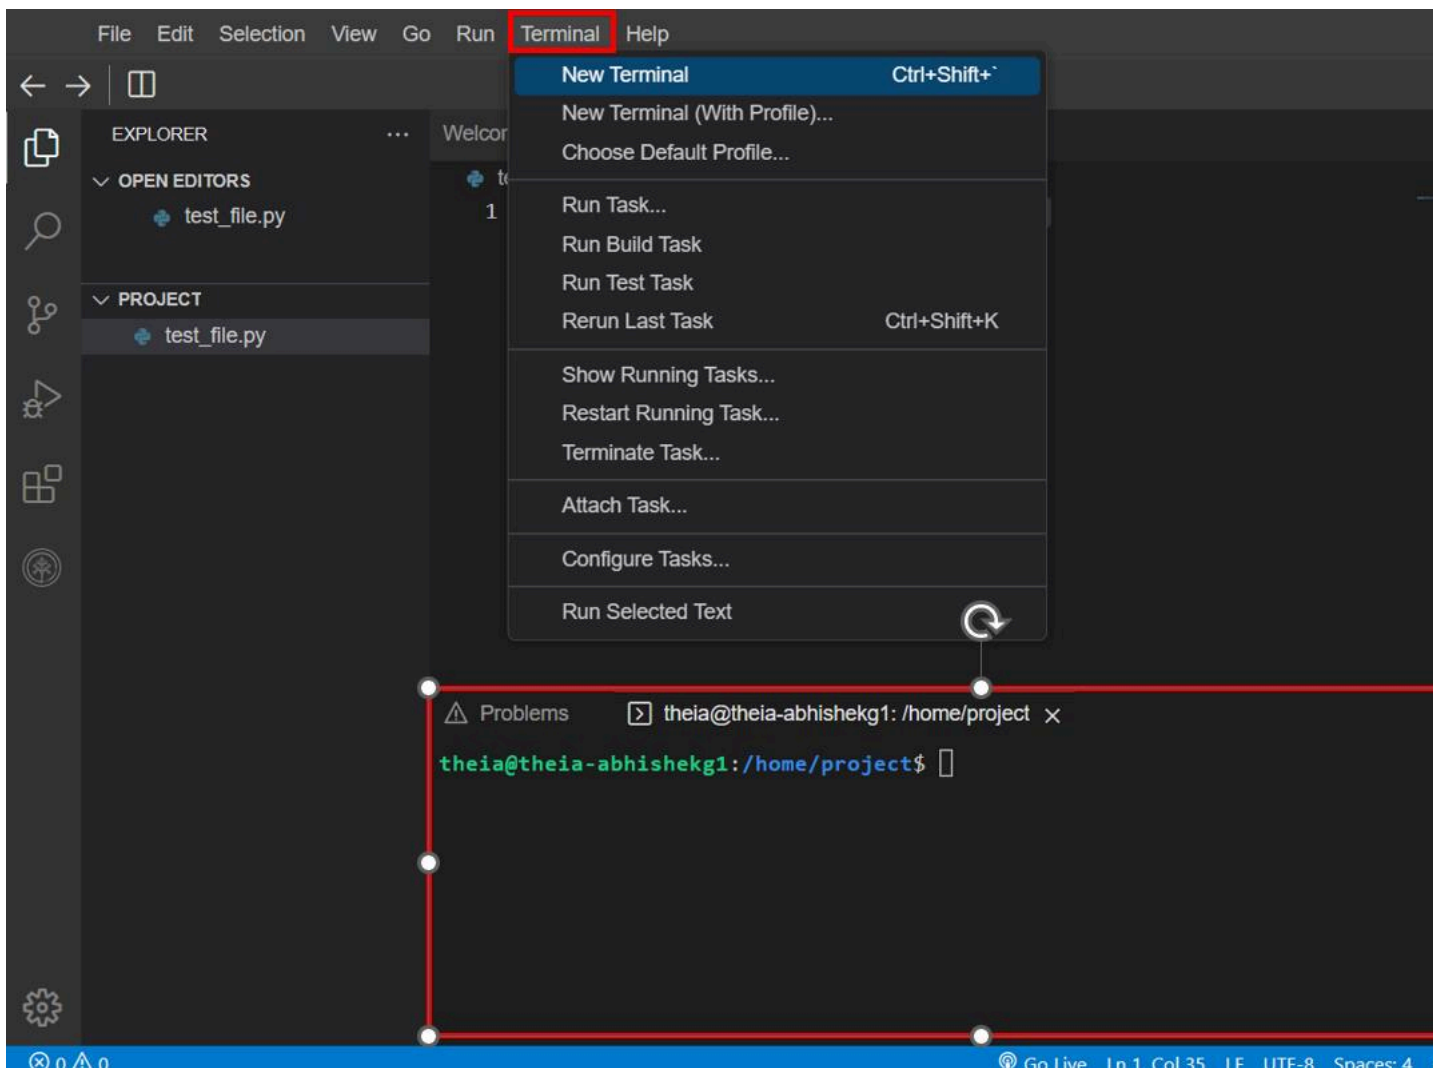 File Edit Selection View Go Run Terminal Help
New Terminal Ctrl+Shift+`
New Terminal (With Profile)...
Choose Default Profile...
Run Task...
Run Build Task
Run Test Task
Rerun Last Task Ctrl+Shift+K
Show Running Tasks...
Restart Running Task...
Terminate Task...
Attach Task...
Configure Tasks...
Run Selected Text
EXPLORER ...
OPEN EDITORS
test_file.py
PROJECT
test_file.py
Welcor
te
1
Problems theia@theia-abhishekg1: /home/project
theia@theia-abhishekg1:/home/project$
0 0 Go Live Ln 1, Col 35 LF UTF-8 Spaces: 4